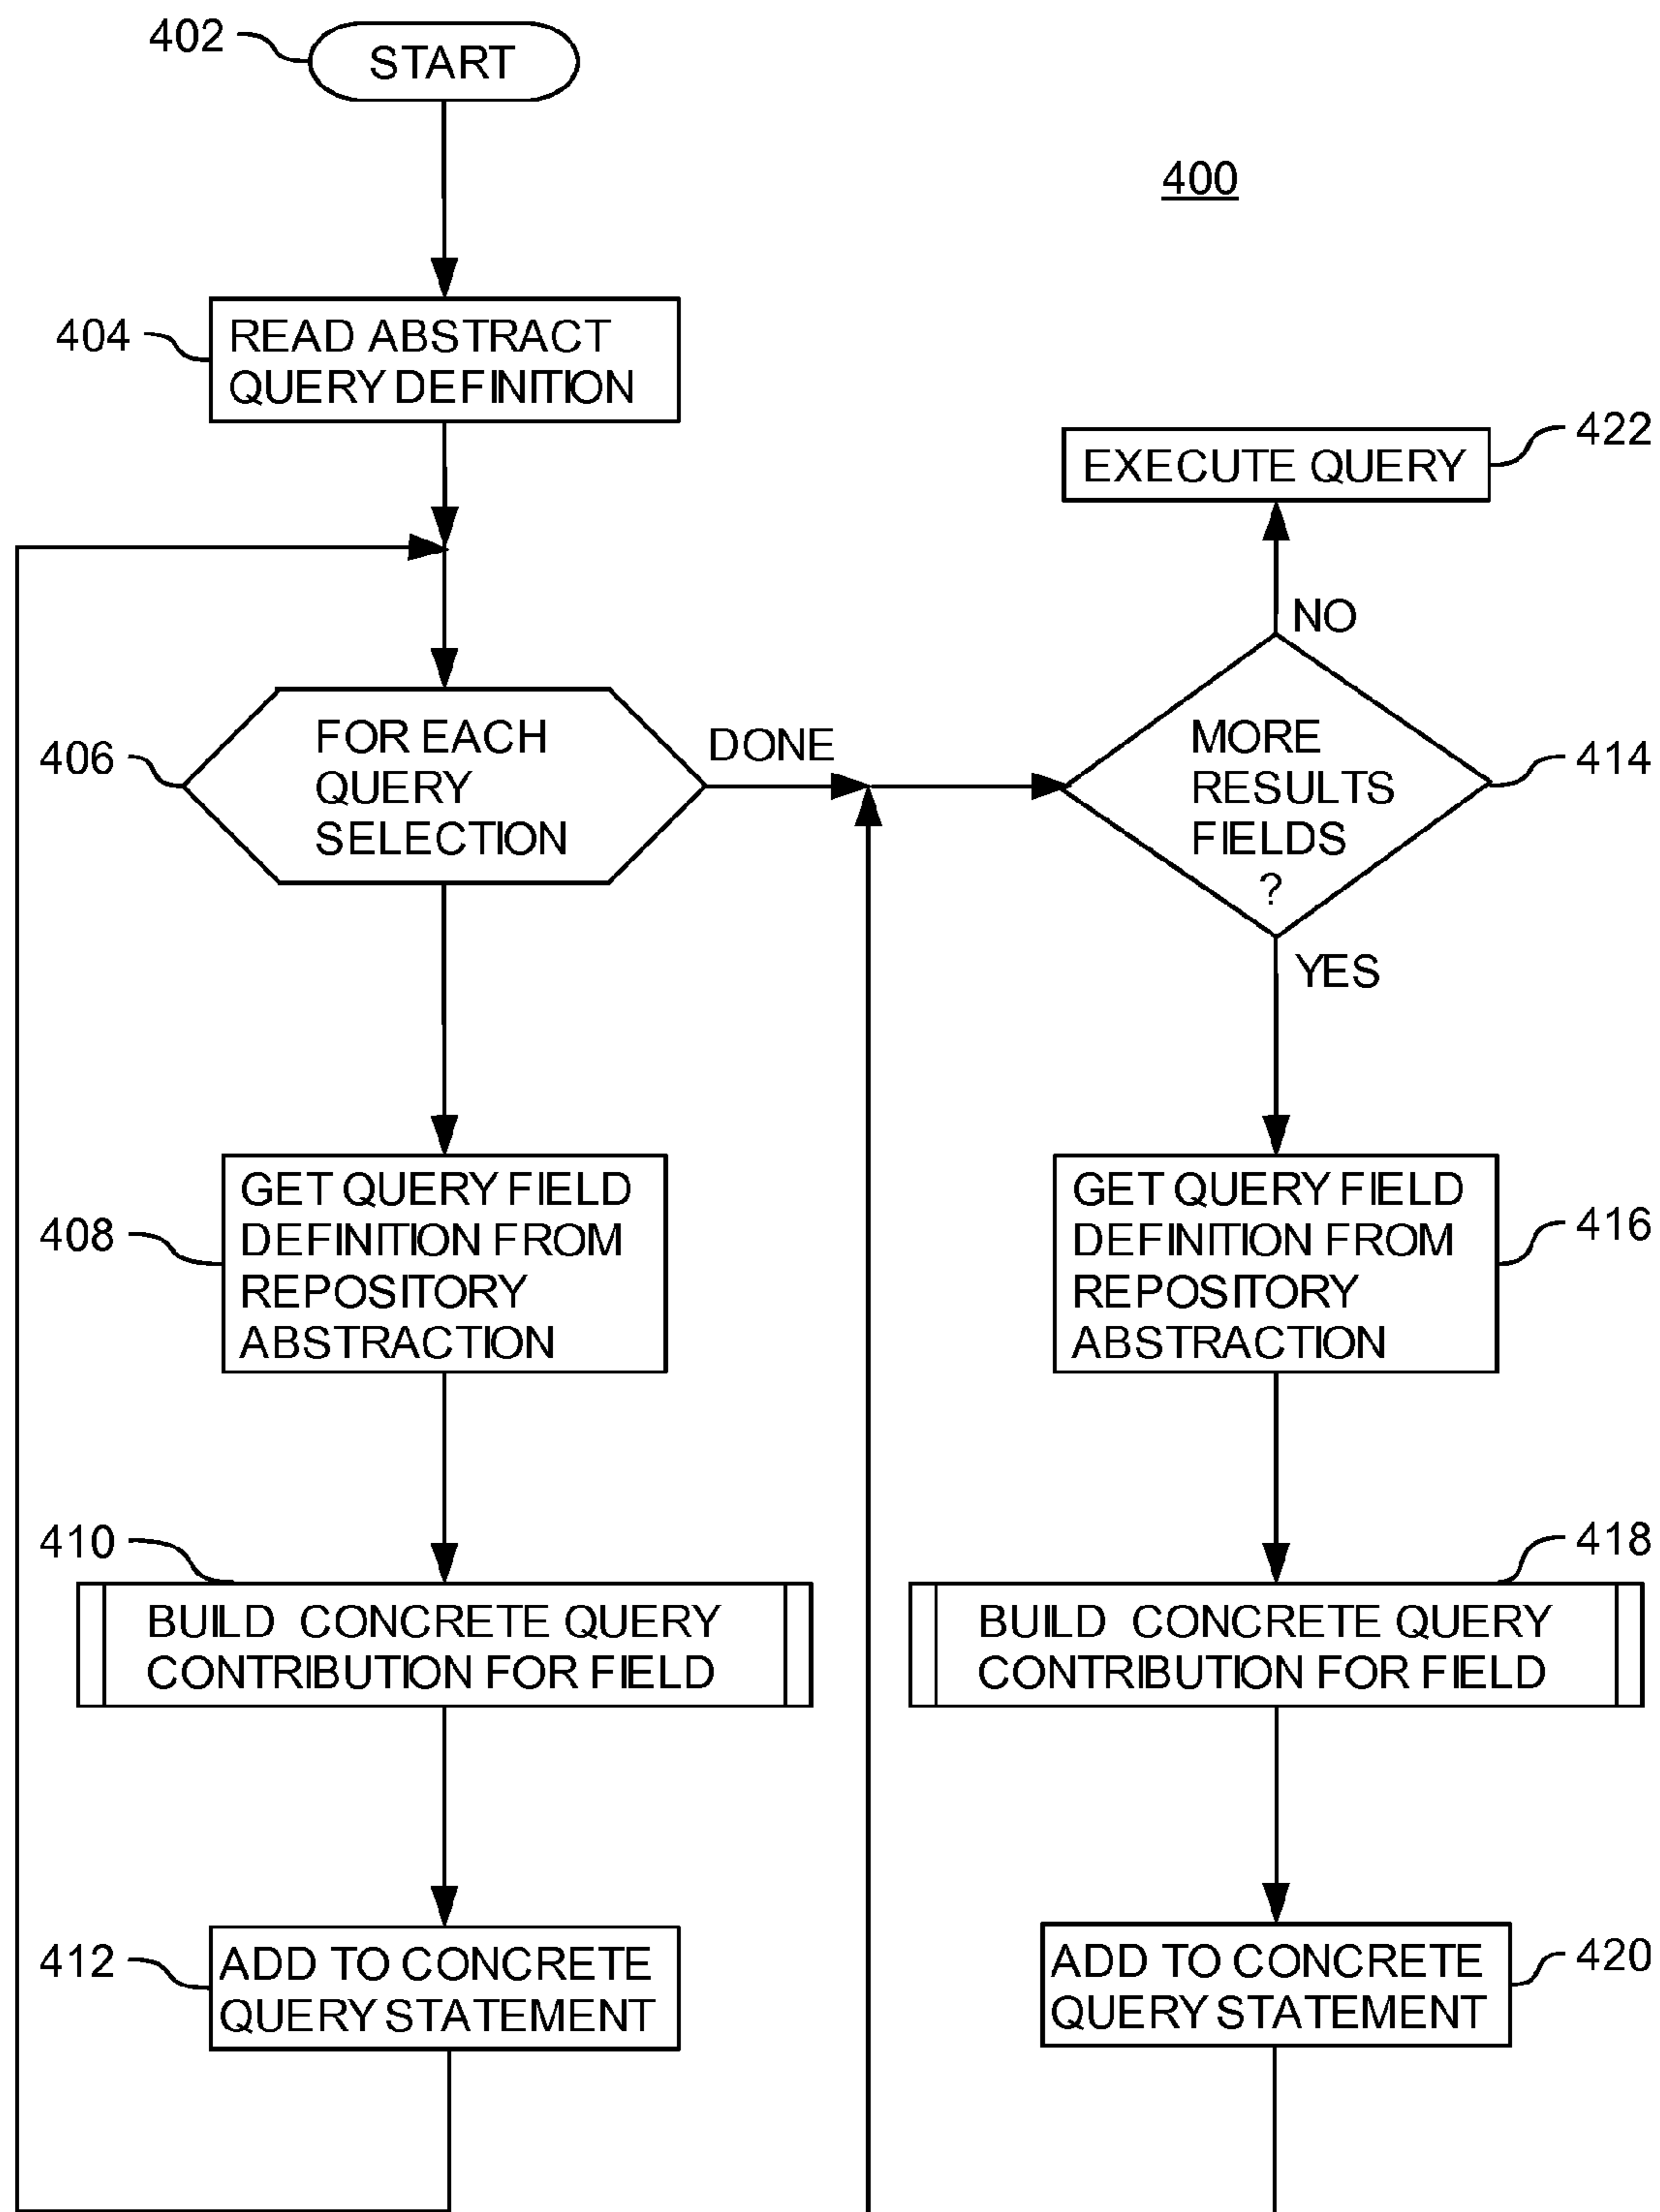 402
START
400
404
READ ABSTRACT
QUERY DEFINITION
422
EXECUTE QUERY
NO
406
FOR EACH
QUERY
SELECTION
DONE
MORE
RESULTS
FIELDS
?
414
YES
408
GET QUERY FIELD
DEFINITION FROM
REPOSITORY
ABSTRACTION
GET QUERY FIELD
DEFINITION FROM
REPOSITORY
ABSTRACTION
416
410
BUILD CONCRETE QUERY
CONTRIBUTION FOR FIELD
418
BUILD CONCRETE QUERY
CONTRIBUTION FOR FIELD
412
ADD TO CONCRETE
QUERY STATEMENT
ADD TO CONCRETE
QUERY STATEMENT
420